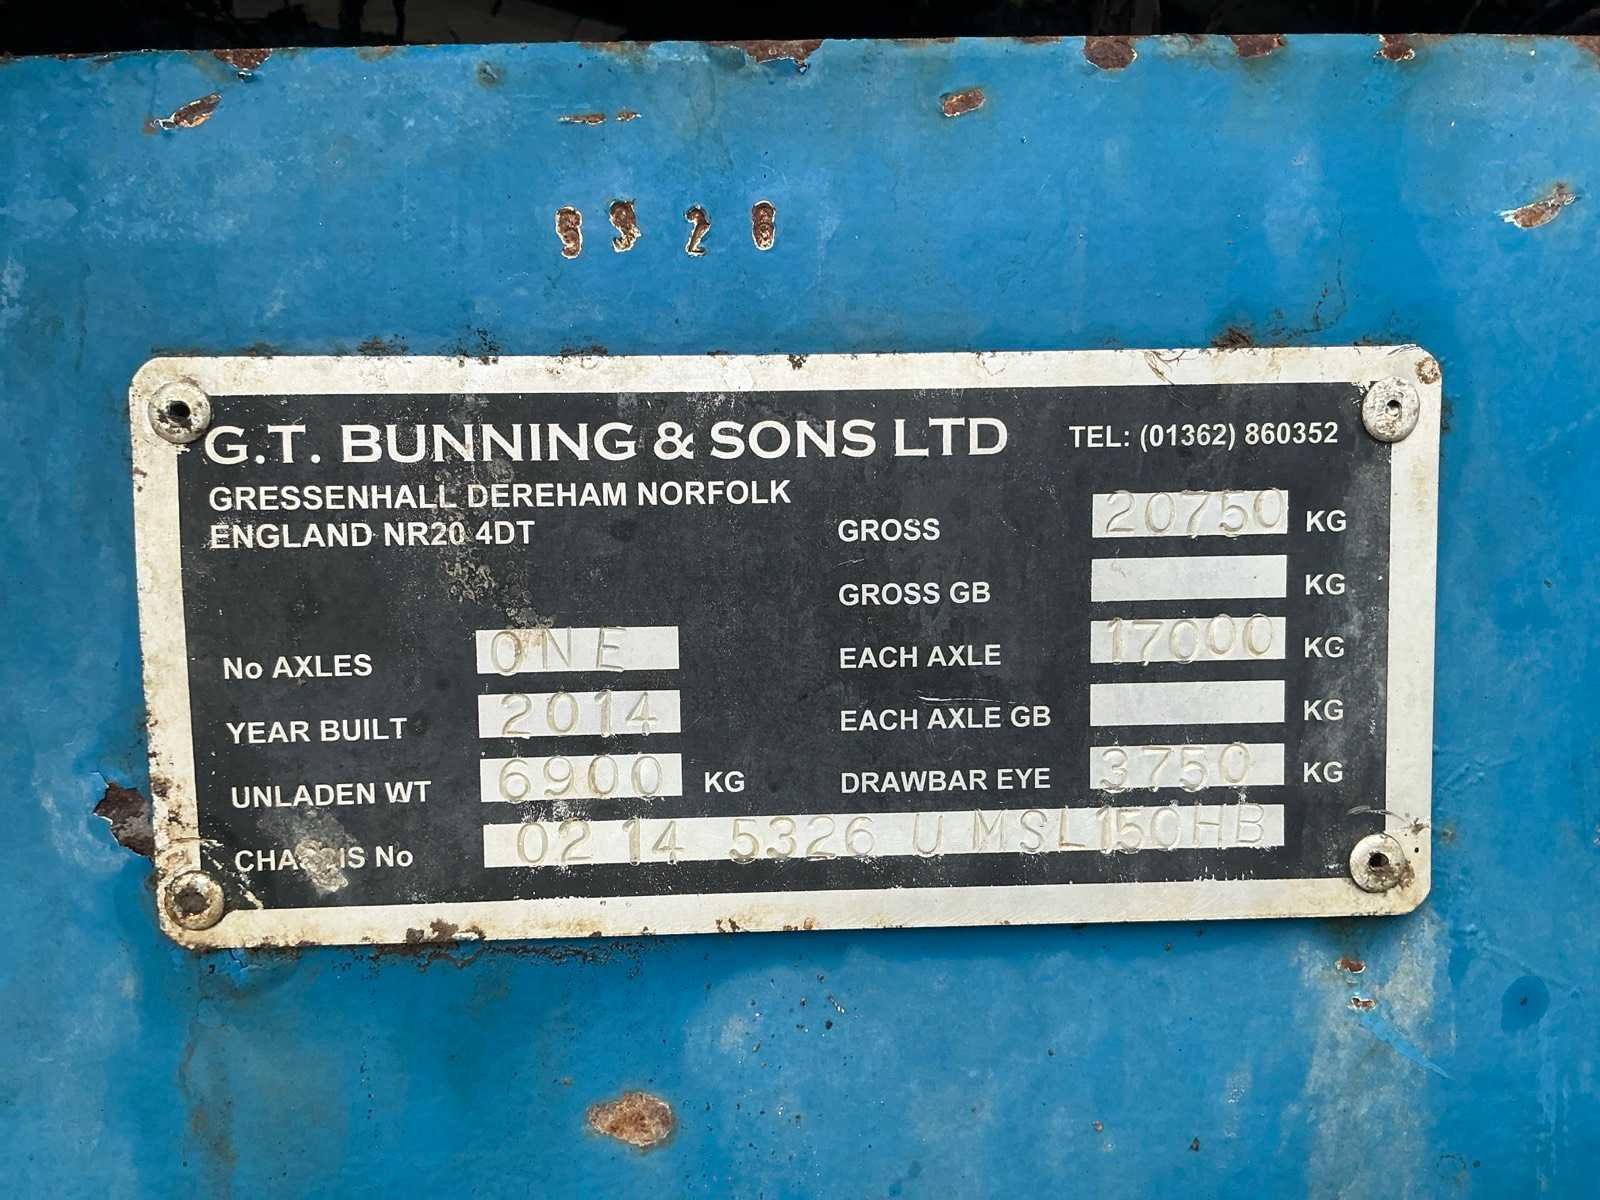 5326
G.T. BUNNING & SONS LTD TEL: (01362) 860352
GRESSENHALL DEREHAM NORFOLK
ENGLAND NR20 4DT
GROSS 20750 KG
GROSS GB KG
No AXLES ONE
EACH AXLE 17000 KG
YEAR BUILT 2014
EACH AXLE GB KG
UNLADEN WT 6900 KG
DRAWBAR EYE 3750 KG
CHASSIS No 02 14 5326 U MSL150HB